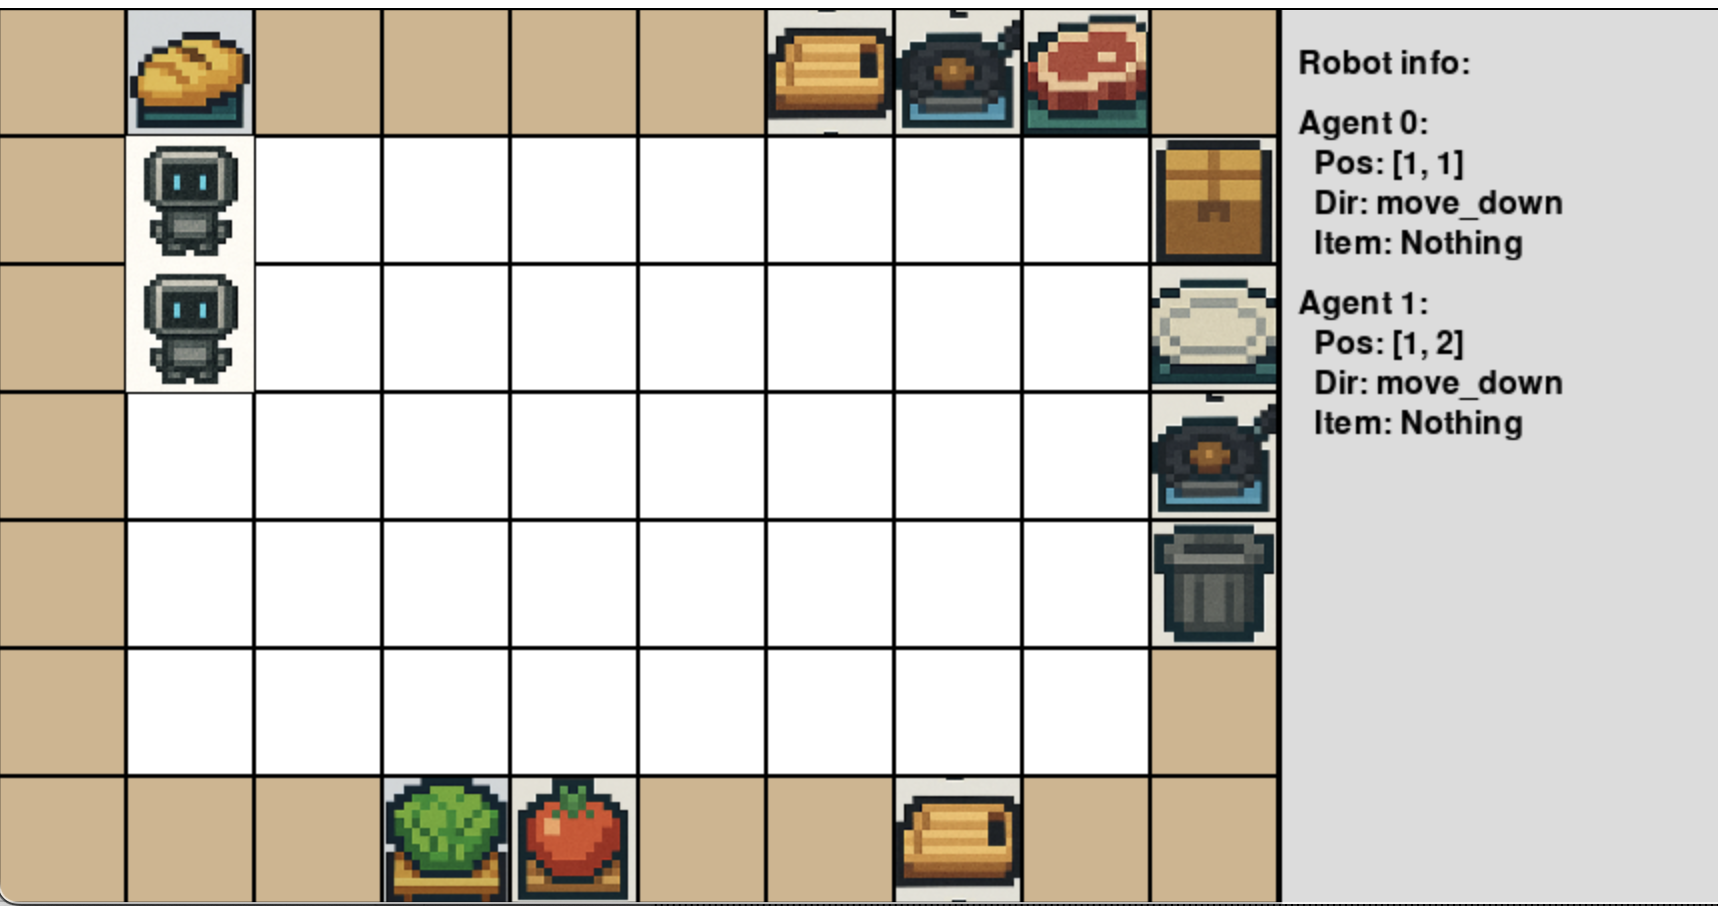 Robot info:
Agent 0:
Pos: [1, 1]
Dir: move_down
Item: Nothing
Agent 1:
Pos: [1, 2]
Dir: move_down
Item: Nothing